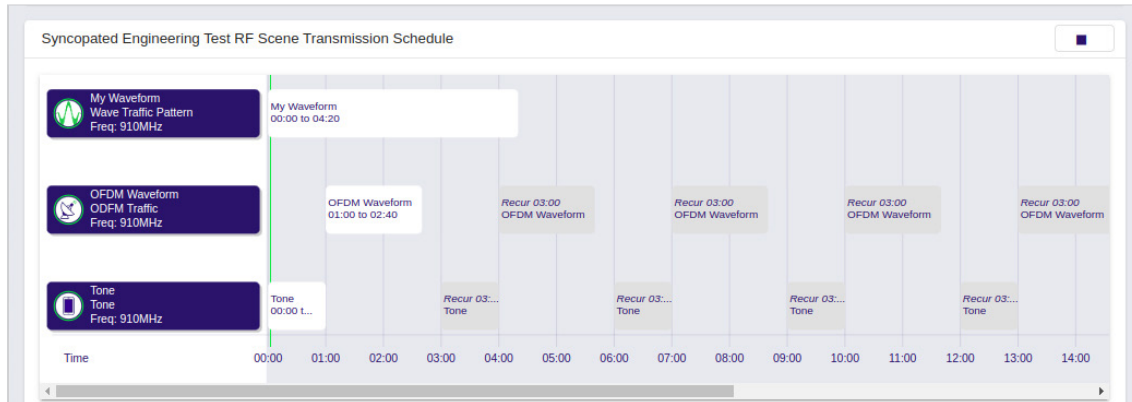 Syncopated Engineering Test RF Scene Transmission Schedule
My Waveform
Wave Traffic Pattern
Freq: 910MHz
My Waveform
00:00 to 04:20
OFDM Waveform
ODFM Traffic
Freq: 910MHz
OFDM Waveform
01:00 to 02:40
Recur 03:00
OFDM Waveform
Recur 03:00
OFDM Waveform
Recur 03:00
OFDM Waveform
Recur 03:00
OFDM Waveform
Tone
Tone
Freq: 910MHz
Tone
00:00 t...
Recur 03:...
Tone
Recur 03:...
Tone
Recur 03:...
Tone
Recur 03:...
Tone
Time 00:00 01:00 02:00 03:00 04:00 05:00 06:00 07:00 08:00 09:00 10:00 11:00 12:00 13:00 14:00